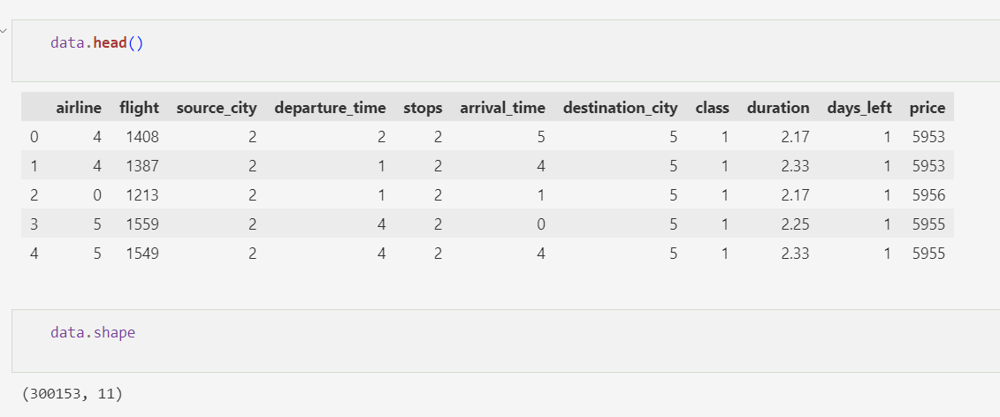 data.head()
airline flight source_city departure_time stops arrival_time destination_city class duration days_left price
0 4 1408 2 2 2 5 5 1 2.17 1 5953
1 4 1387 2 1 2 4 5 1 2.33 1 5953
2 0 1213 2 1 2 1 5 1 2.17 1 5956
3 5 1559 2 4 2 0 5 1 2.25 1 5955
4 5 1549 2 4 2 4 5 1 2.33 1 5955
data.shape
(300153, 11)